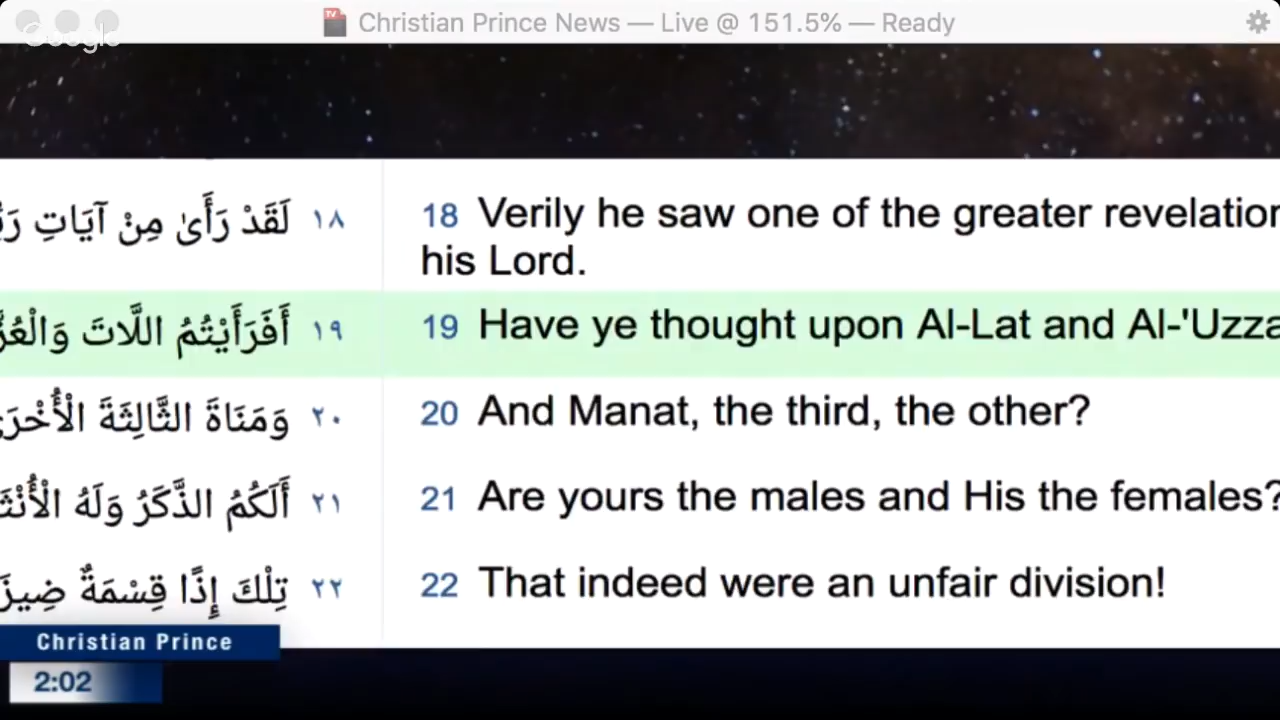 Christian Prince News — Live @ 151.5% — Ready
Google
١٨ لَقَدْ رَأَىٰ مِنْ آيَاتِ
18 Verily he saw one of the greater
his Lord.
١٩ أَفَرَأَيْتُمُ اللَّاتَ
19 Have ye thought upon Al-Lat and Al-'Uzza
٢٠ وَمَنَاةَ الثَّالِثَةَ
20 And Manat, the third, the other?
٢١ أَلَكُمُ الذَّكَرُ وَلَهُ
21 Are yours the males and His the females?
٢٢ تِلْكَ إِذًا قِسْمَةٌ
22 That indeed were an unfair division!
Christian Prince
2:02